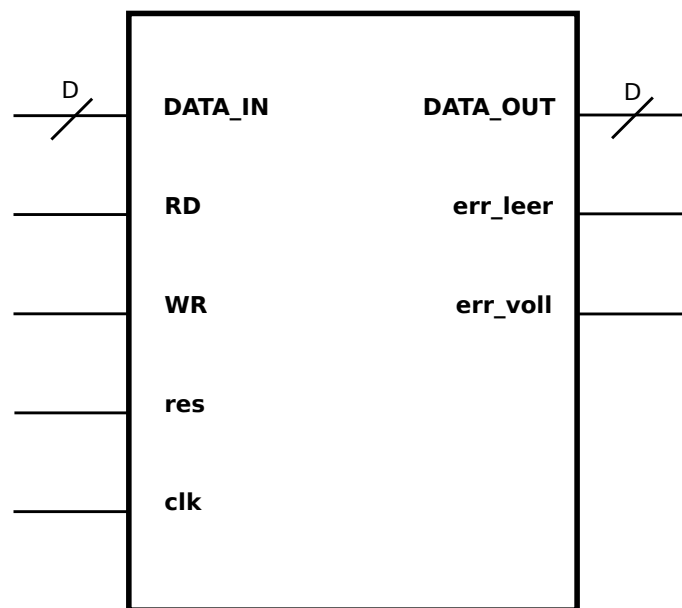 D
D
DATA_IN
DATA_OUT
RD
err_leer
WR
err_voll
res
clk